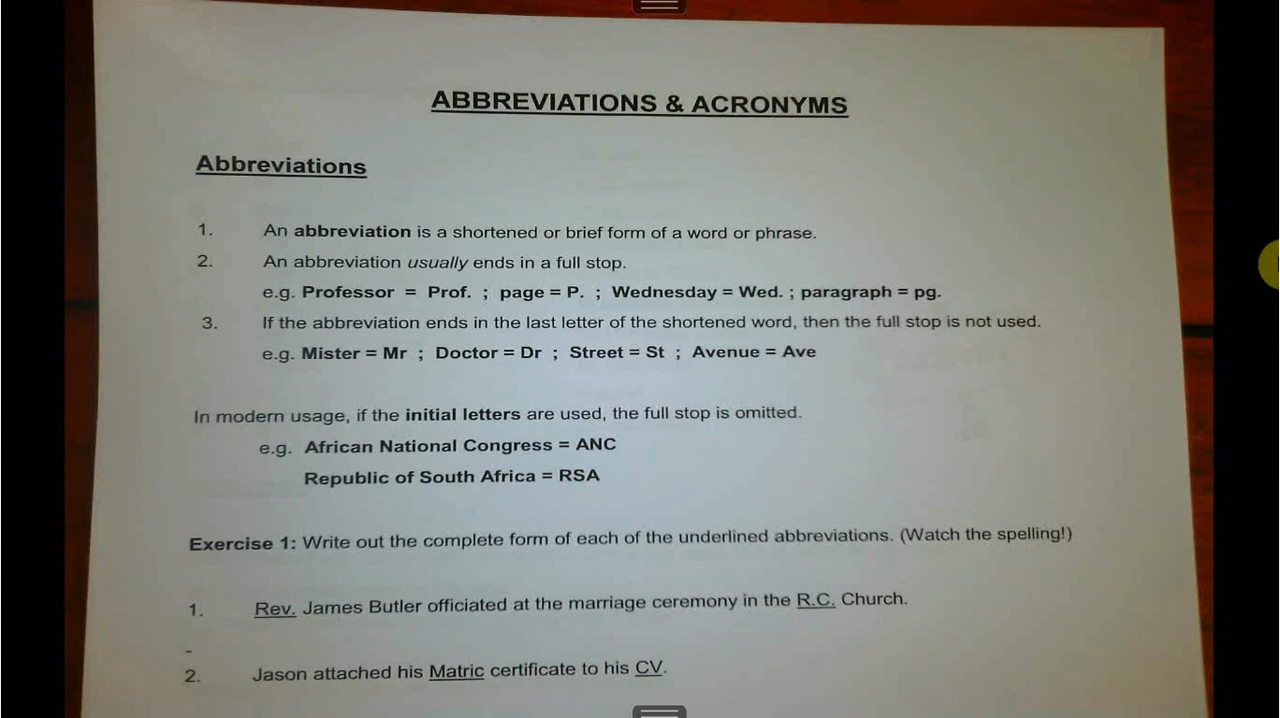 ABBREVIATIONS & ACRONYMS
Abbreviations
1. An abbreviation is a shortened or brief form of a word or phrase.
2. An abbreviation usually ends in a full stop.
e.g. Professor = Prof. ; page = P. ; Wednesday = Wed. ; paragraph = pg.
3. If the abbreviation ends in the last letter of the shortened word, then the full stop is not used.
e.g. Mister = Mr ; Doctor = Dr ; Street = St ; Avenue = Ave
In modern usage, if the initial letters are used, the full stop is omitted.
e.g. African National Congress = ANC
Republic of South Africa = RSA
Exercise 1: Write out the complete form of each of the underlined abbreviations. (Watch the spelling!)
1. Rev. James Butler officiated at the marriage ceremony in the R.C. Church.
-
2. Jason attached his Matric certificate to his CV.